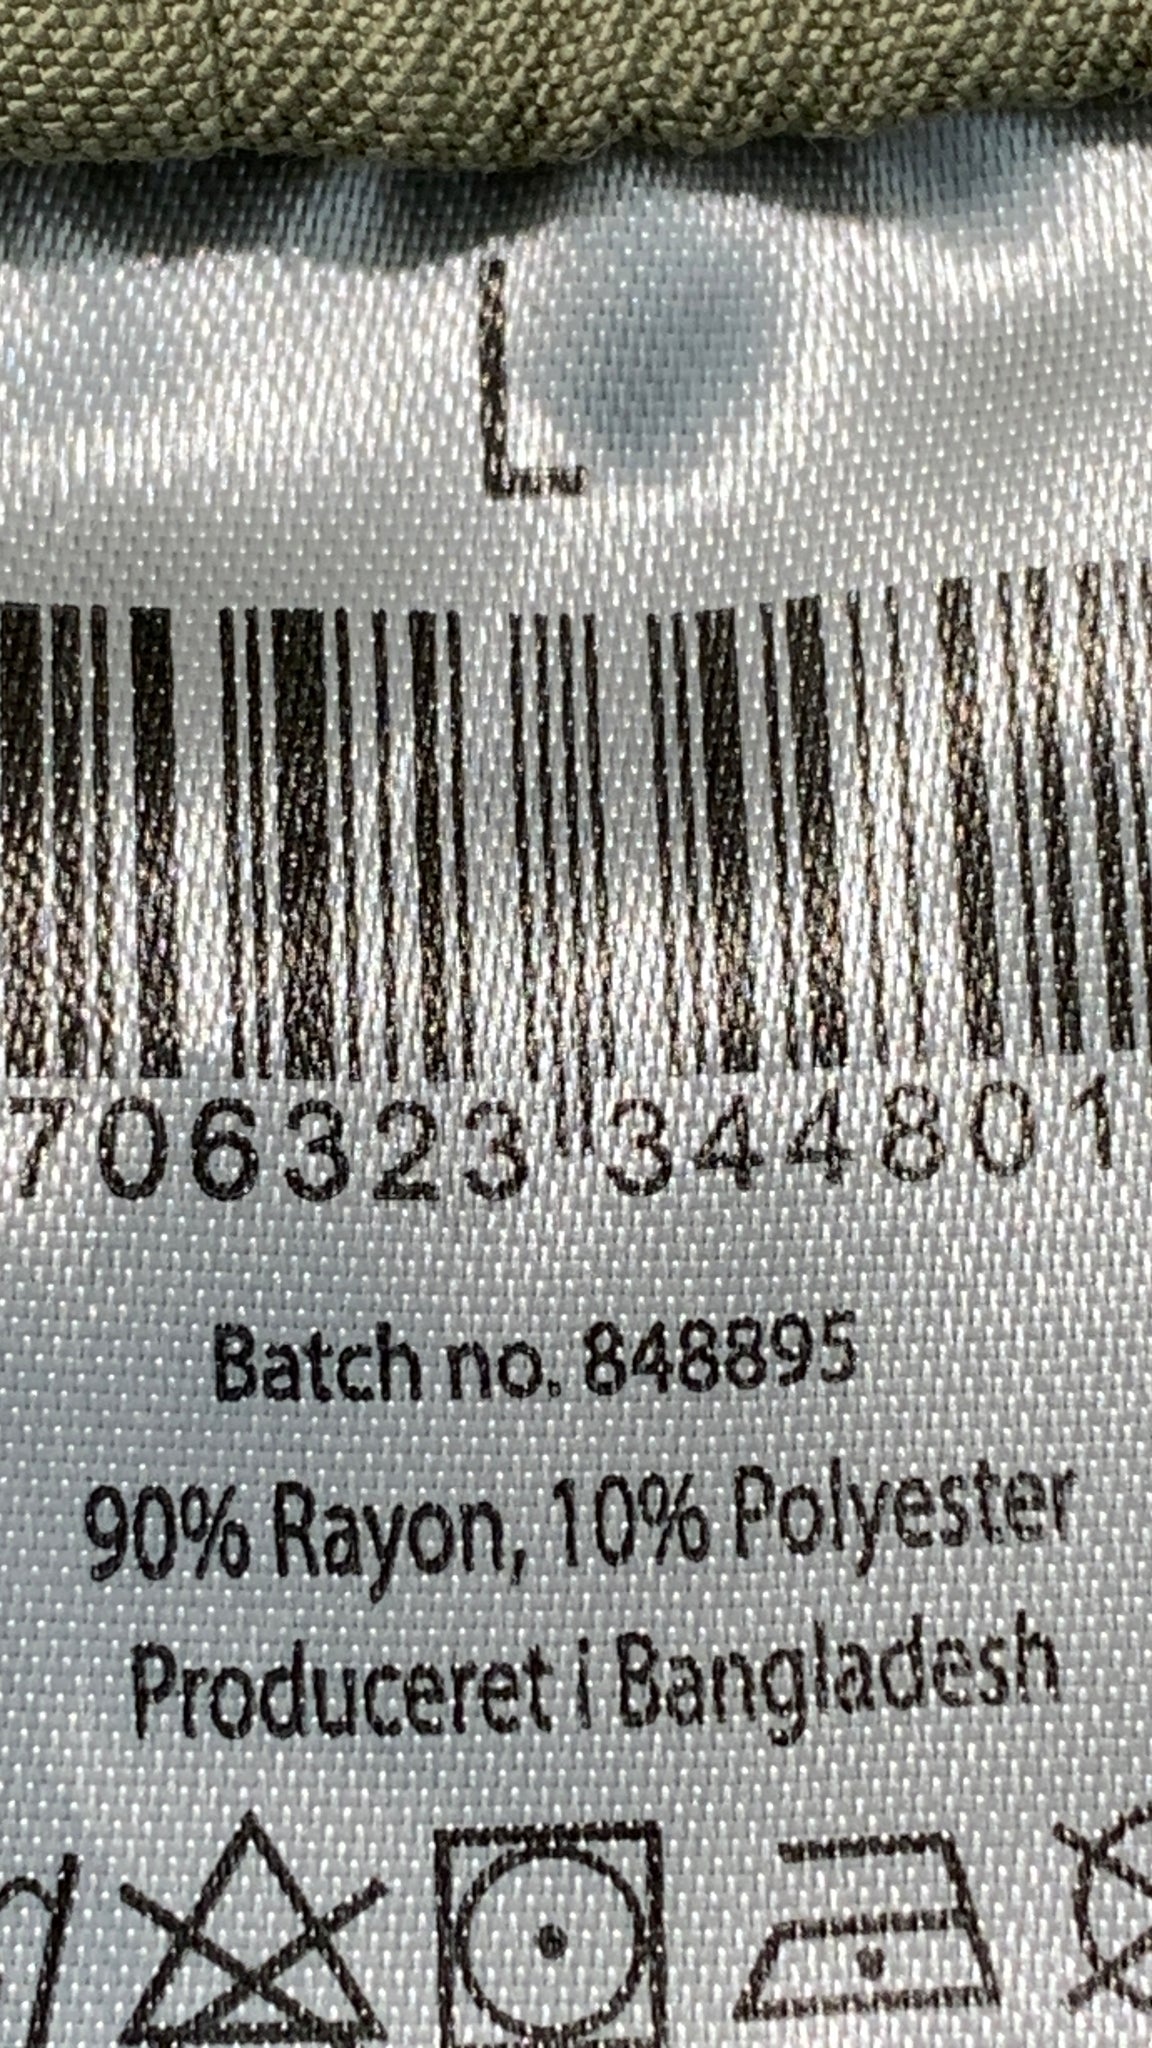 L
706323 344801
Batch no. 848895
90% Rayon, 10% Polyester
Produceret i Bangladesh